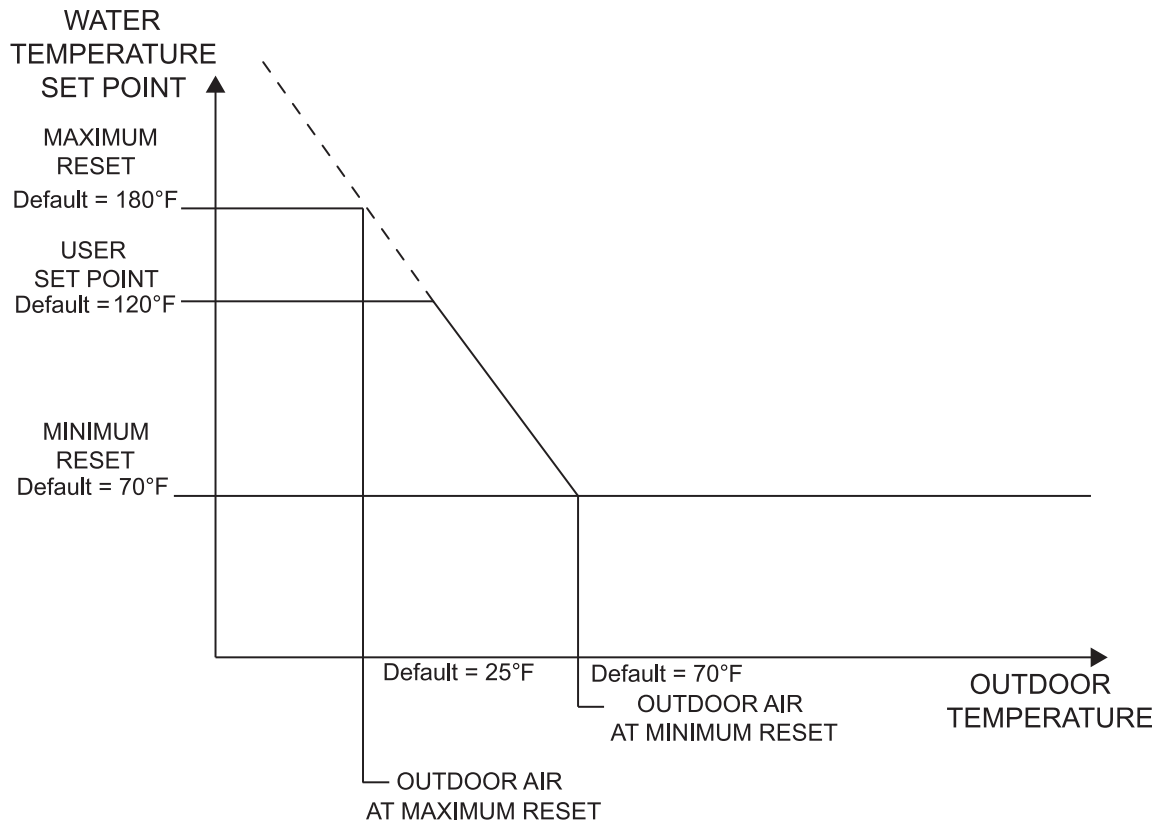 WATER
TEMPERATURE
SET POINT
MAXIMUM
RESET
Default = 180°F
USER
SET POINT
Default =120°F
MINIMUM
RESET
Default = 70°F
Default = 25°F
Default = 70°F
OUTDOOR
TEMPERATURE
OUTDOOR AIR
AT MINIMUM RESET
OUTDOOR AIR
AT MAXIMUM RESET